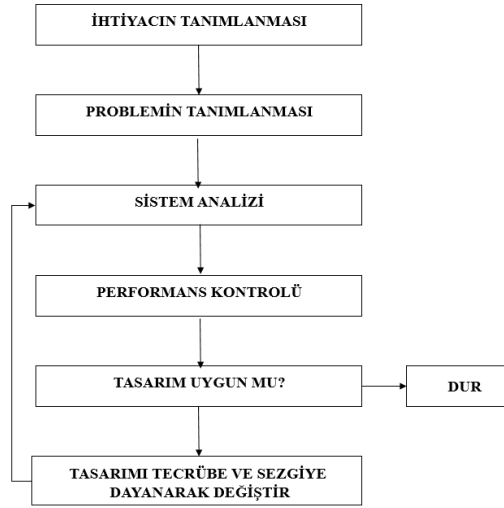 İHTİYACIN TANIMLANMASI
PROBLEMİN TANIMLANMASI
SİSTEM ANALİZİ
PERFORMANS KONTROLÜ
TASARIM UYGUN MU?
DUR
TASARIMI TECRÜBE VE SEZGİYE
DAYANARAK DEĞİŞTİR